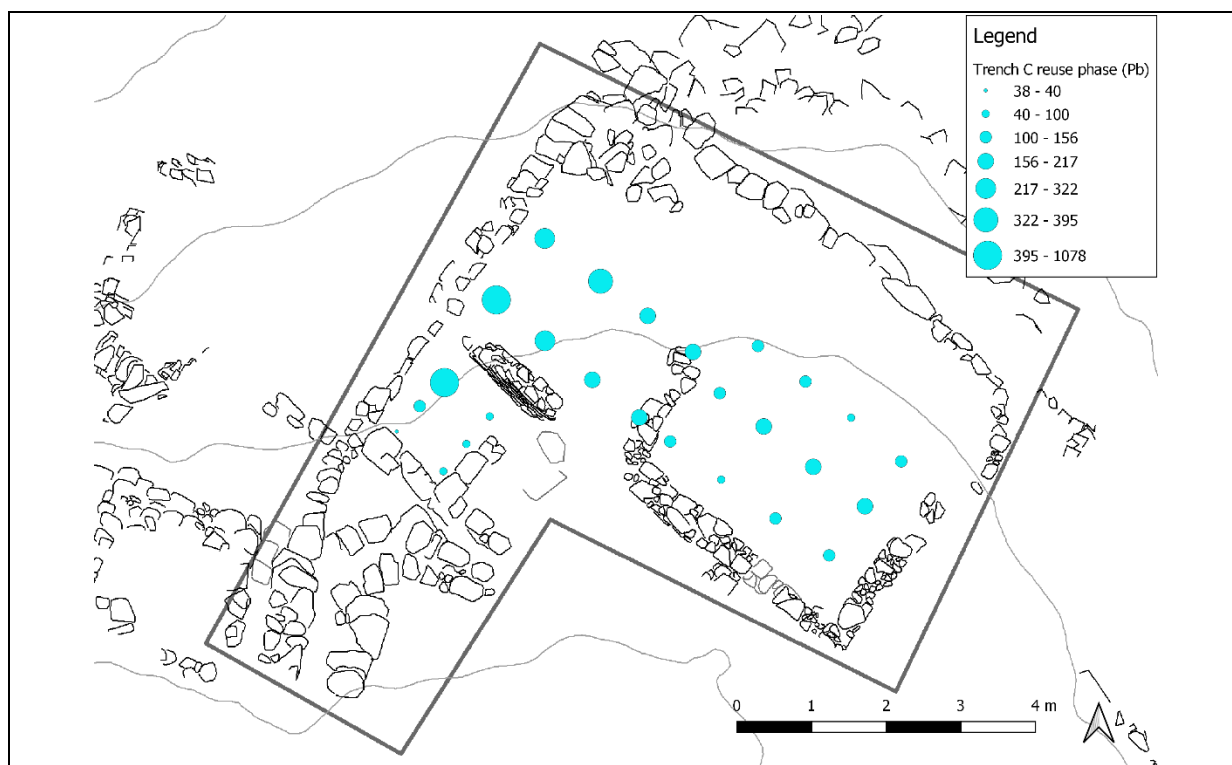 Legend
Trench C reuse phase (Pb)
38 - 40
40 - 100
100 - 156
156 - 217
217 - 322
322 - 395
395 - 1078
0 1 2 3 4 m